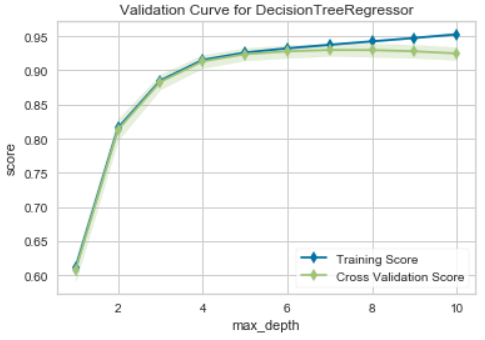 Validation Curve for DecisionTreeRegressor
score
0.95
0.90
0.85
0.80
0.75
0.70
0.65
0.60
Training Score
Cross Validation Score
2 4 6 8 10
max_depth